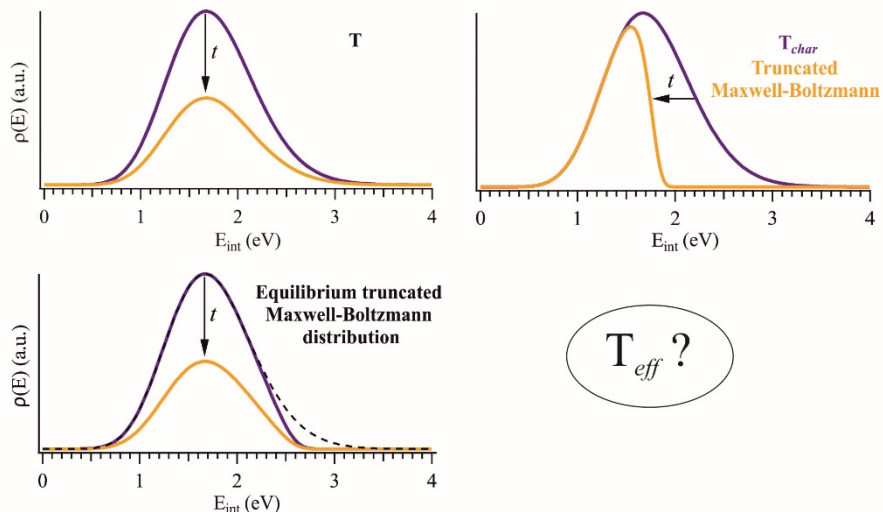 ρ(E) (a.u.)
t
T
0 1 2 3 4
E_int (eV)
ρ(E) (a.u.)
t
T_char
Truncated
Maxwell-Boltzmann
0 1 2 3 4
E_int (eV)
ρ(E) (a.u.)
t
Equilibrium truncated
Maxwell-Boltzmann
distribution
0 1 2 3 4
E_int (eV)
T_eff ?